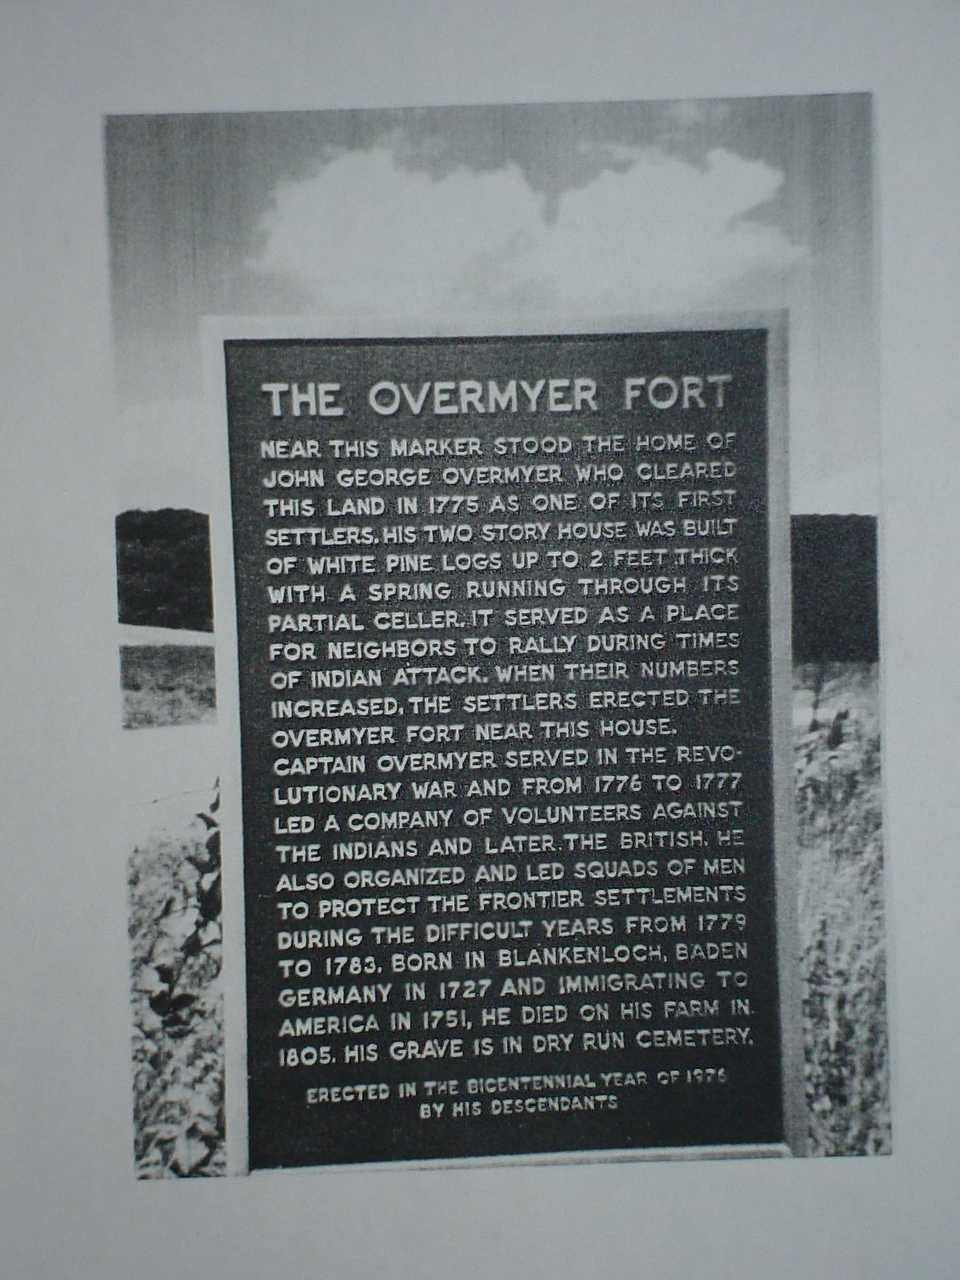 THE OVERMYER FORT
NEAR THIS MARKER STOOD THE HOME OF
JOHN GEORGE OVERMYER WHO CLEARED
THIS LAND IN 1775 AS ONE OF ITS FIRST
SETTLERS. HIS TWO STORY HOUSE WAS BUILT
OF WHITE PINE LOGS UP TO 2 FEET THICK
WITH A SPRING RUNNING THROUGH ITS
PARTIAL CELLER. IT SERVED AS A PLACE
FOR NEIGHBORS TO RALLY DURING TIMES
OF INDIAN ATTACK. WHEN THEIR NUMBERS
INCREASED, THE SETTLERS ERECTED THE
OVERMYER FORT NEAR THIS HOUSE.
CAPTAIN OVERMYER SERVED IN THE REVO-
LUTIONARY WAR AND FROM 1776 TO 1777
LED A COMPANY OF VOLUNTEERS AGAINST
THE INDIANS AND LATER THE BRITISH. HE
ALSO ORGANIZED AND LED SQUADS OF MEN
TO PROTECT THE FRONTIER SETTLEMENTS
DURING THE DIFFICULT YEARS FROM 1779
TO 1783. BORN IN BLANKENLOCH, BADEN
GERMANY IN 1727 AND IMMIGRATING TO
AMERICA IN 1751, HE DIED ON HIS FARM IN
1805. HIS GRAVE IS IN DRY RUN CEMETERY.
ERECTED IN THE BICENTENNIAL YEAR OF 1976
BY HIS DESCENDANTS